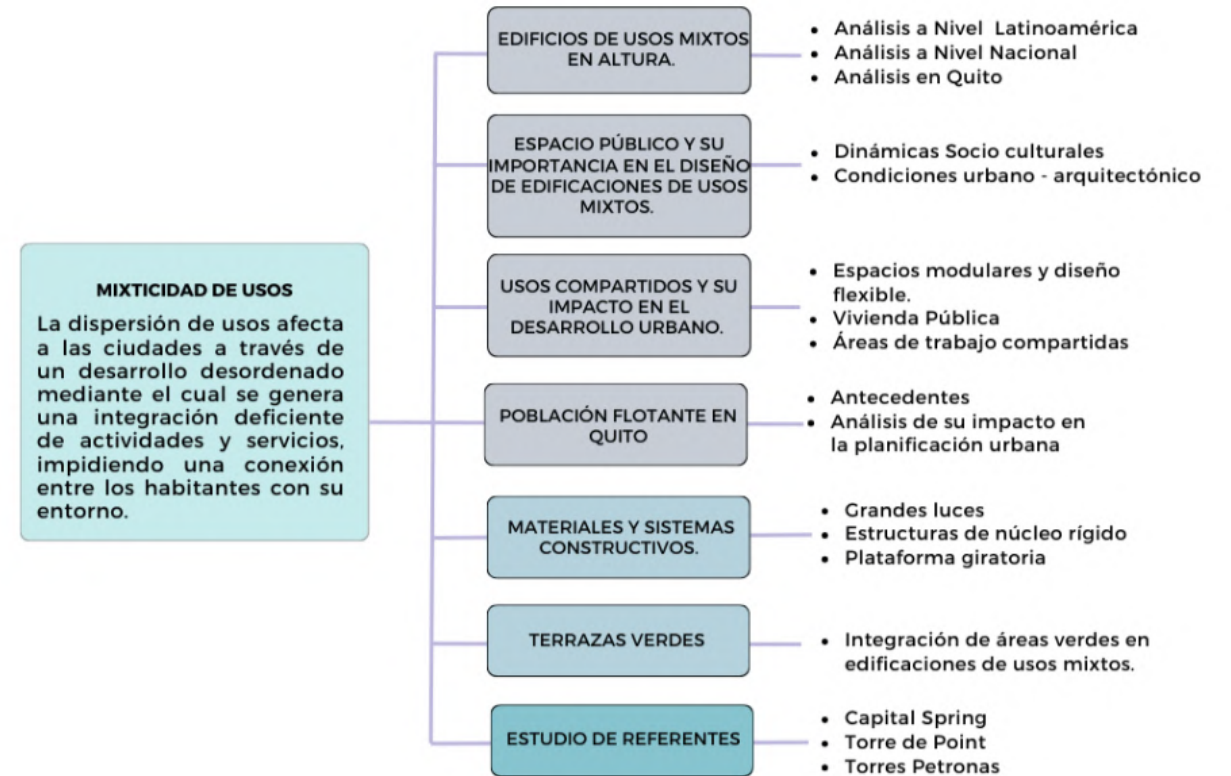 MIXTICIDAD DE USOS
La dispersión de usos afecta
a las ciudades a través de
un desarrollo desordenado
mediante el cual se genera
una integración deficiente
de actividades y servicios,
impidiendo una conexión
entre los habitantes con su
entorno.
EDIFICIOS DE USOS MIXTOS
EN ALTURA.
• Análisis a Nivel Latinoamérica
• Análisis a Nivel Nacional
• Análisis en Quito
ESPACIO PÚBLICO Y SU
IMPORTANCIA EN EL DISEÑO
DE EDIFICACIONES DE USOS
MIXTOS.
• Dinámicas Socio culturales
• Condiciones urbano - arquitectónico
USOS COMPARTIDOS Y SU
IMPACTO EN EL
DESARROLLO URBANO.
• Espacios modulares y diseño
flexible.
• Vivienda Pública
• Áreas de trabajo compartidas
POBLACIÓN FLOTANTE EN
QUITO
• Antecedentes
• Análisis de su impacto en
la planificación urbana
MATERIALES Y SISTEMAS
CONSTRUCTIVOS.
• Grandes luces
• Estructuras de núcleo rígido
• Plataforma giratoria
TERRAZAS VERDES
• Integración de áreas verdes en
edificaciones de usos mixtos.
ESTUDIO DE REFERENTES
• Capital Spring
• Torre de Point
• Torres Petronas